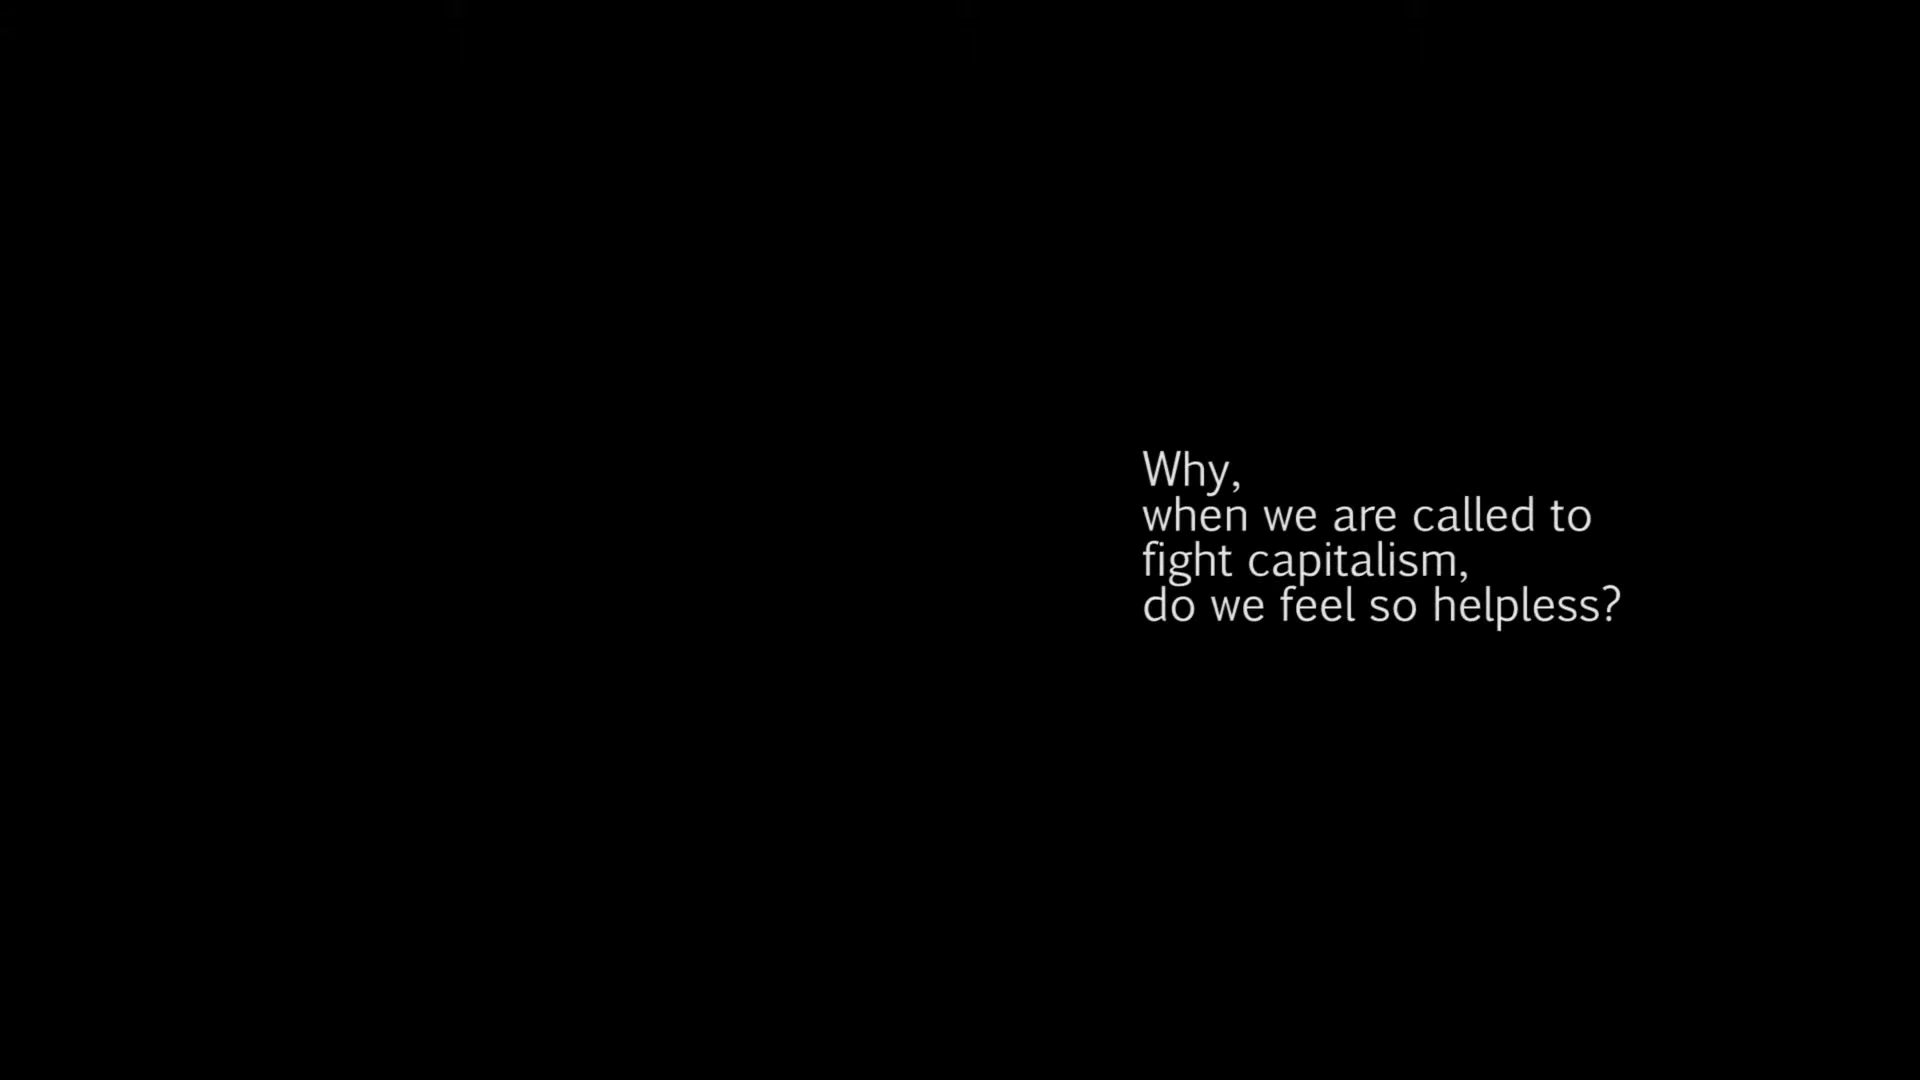 Why,
when we are called to
fight capitalism,
do we feel so helpless?